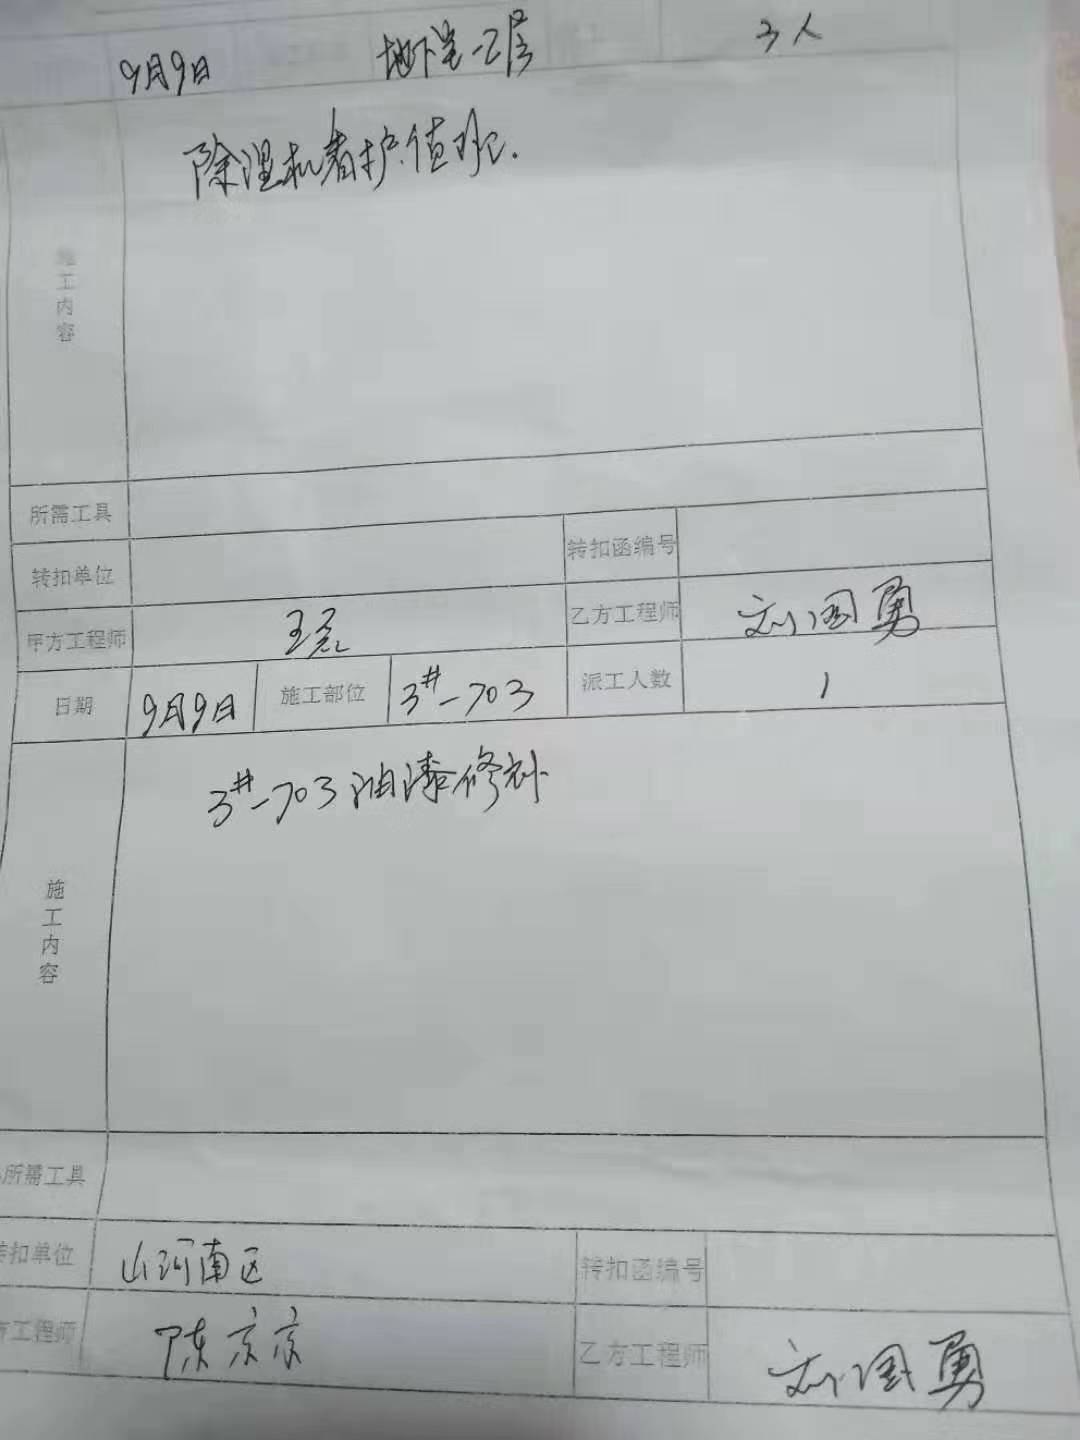 9月9日 地下室-2层 3人
除湿机看护.值班.
施工内容
所需工具
转扣单位 转扣函编号
甲方工程师 乙方工程师 刘国勇
日期 9月9日 施工部位 3#-703 派工人数 1
3#-703油漆修补
施工内容
所需工具
转扣单位 山河南区 转扣函编号
方工程师 陈京京 乙方工程师 刘国勇